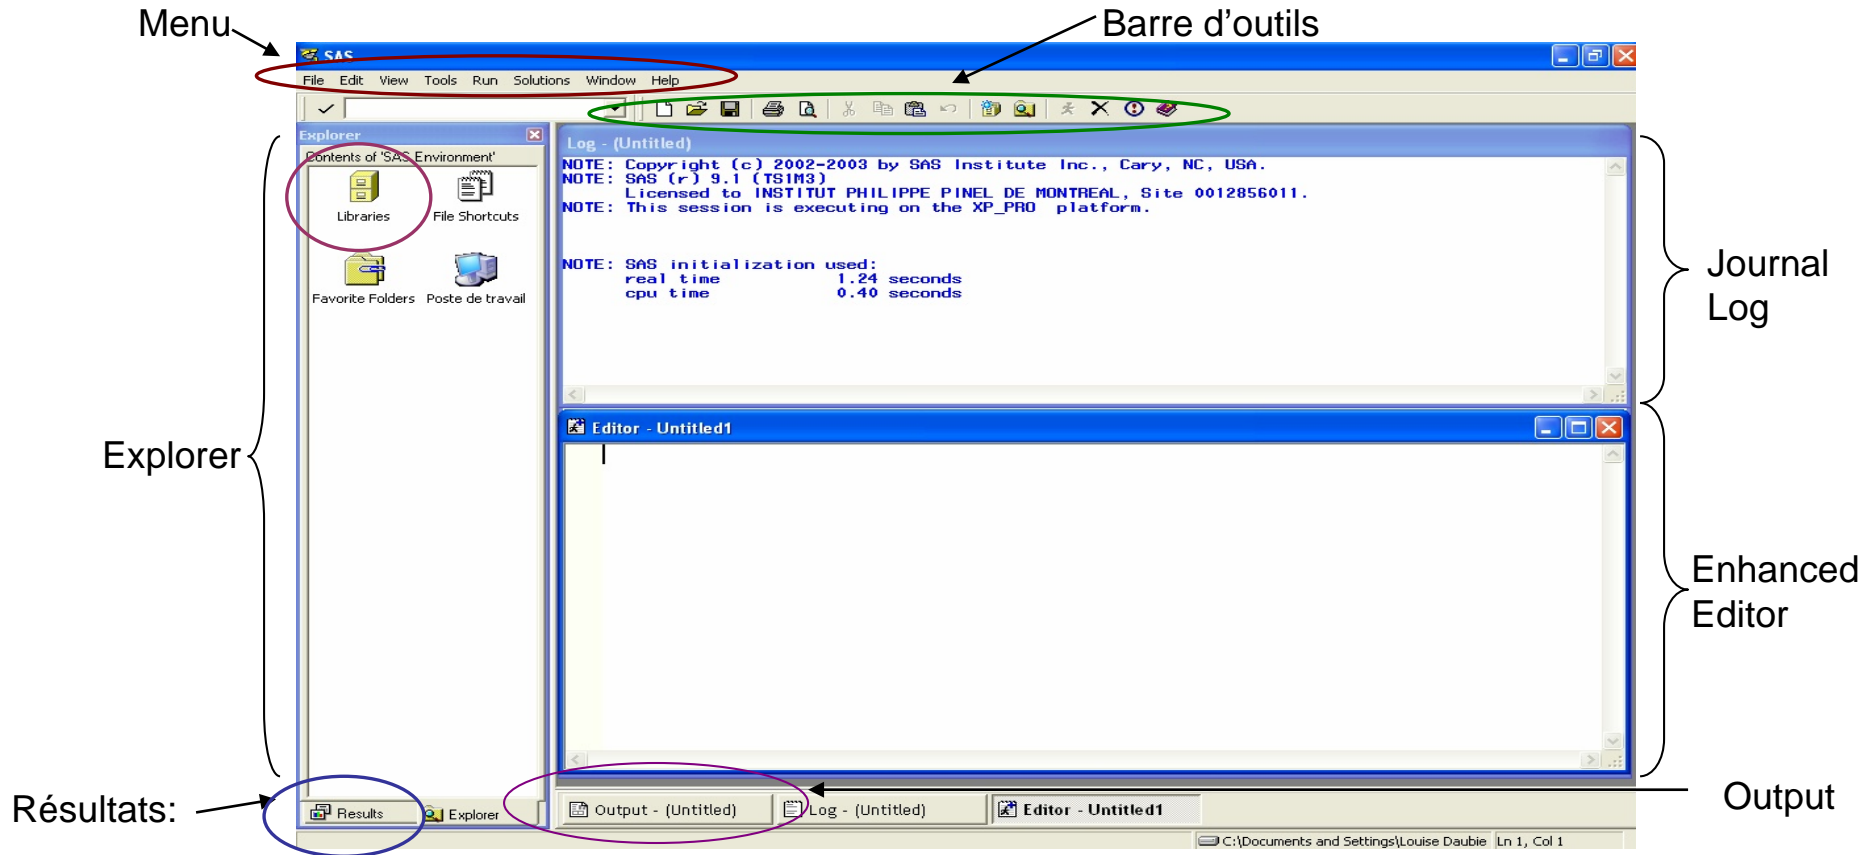 Menu
Barre d'outils
SAS
File Edit View Tools Run Solutions Window Help
Explorer
Contents of 'SAS Environment'
Libraries
File Shortcuts
Favorite Folders
Poste de travail
Log - (Untitled)
NOTE: Copyright (c) 2002-2003 by SAS Institute Inc., Cary, NC, USA.
NOTE: SAS (r) 9.1 (TS1M3)
Licensed to INSTITUT PHILIPPE PINEL DE MONTREAL, Site 0012856011.
NOTE: This session is executing on the XP_PRO platform.
NOTE: SAS initialization used:
real time 1.24 seconds
cpu time 0.40 seconds
Journal
Log
Explorer
Editor - Untitled1
Enhanced
Editor
Résultats:
Results
Explorer
Output - (Untitled)
Log - (Untitled)
Editor - Untitled1
Output
C:\Documents and Settings\Louise Daubie
Ln 1, Col 1